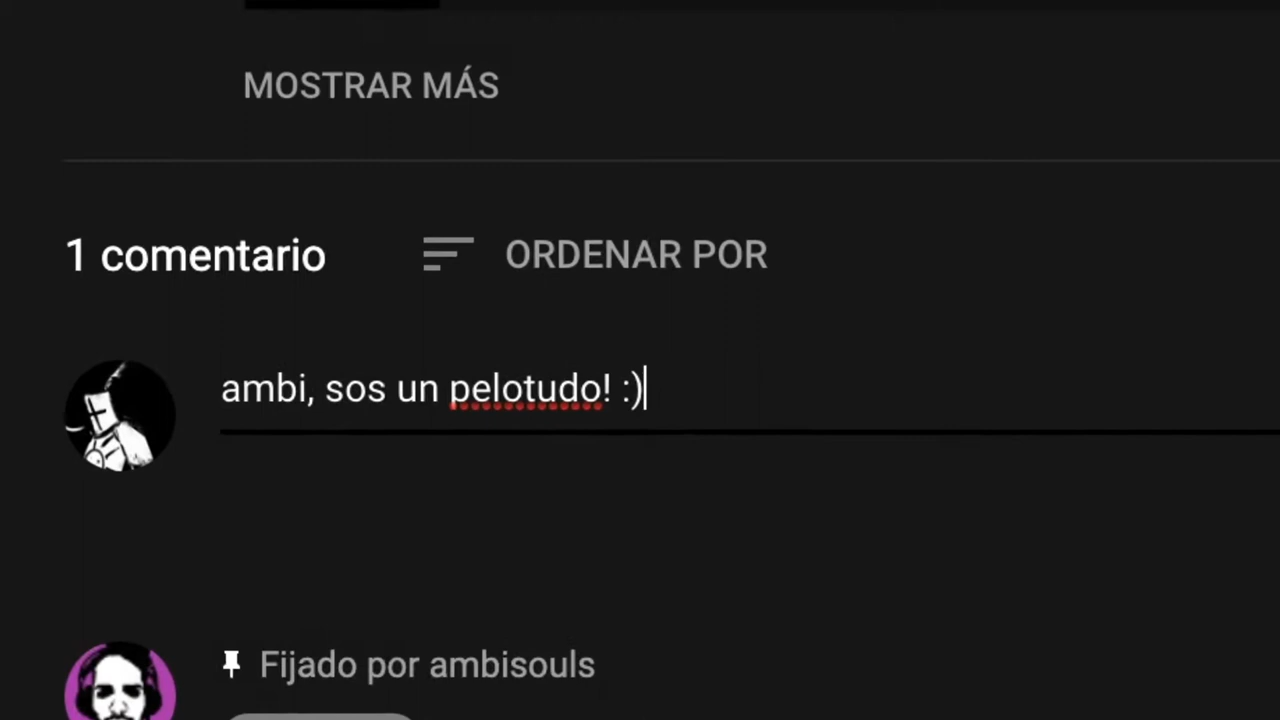 MOSTRAR MÁS
1 comentario ORDENAR POR
ambi, sos un pelotudo! :)
Fijado por ambisouls